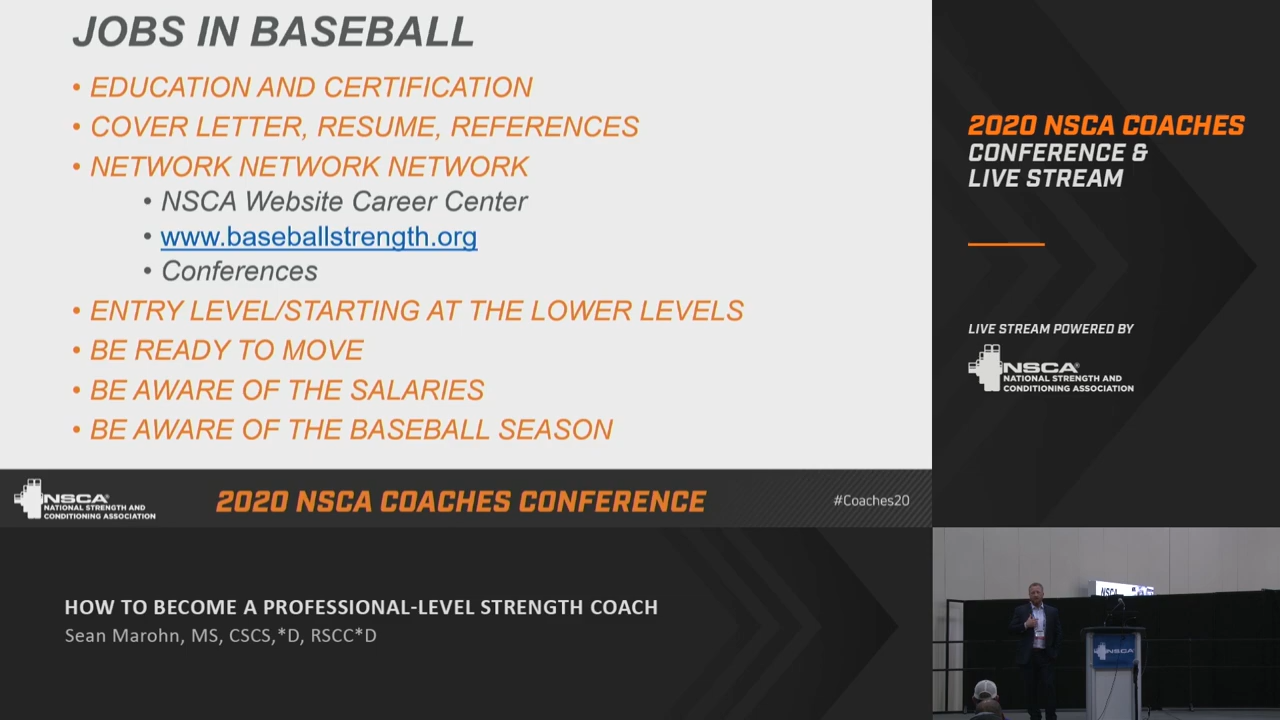 JOBS IN BASEBALL
• EDUCATION AND CERTIFICATION
• COVER LETTER, RESUME, REFERENCES
• NETWORK NETWORK NETWORK
• NSCA Website Career Center
• www.baseballstrength.org
• Conferences
• ENTRY LEVEL/STARTING AT THE LOWER LEVELS
• BE READY TO MOVE
• BE AWARE OF THE SALARIES
• BE AWARE OF THE BASEBALL SEASON
NSCA®
NATIONAL STRENGTH AND
CONDITIONING ASSOCIATION
2020 NSCA COACHES CONFERENCE
#Coaches20
HOW TO BECOME A PROFESSIONAL-LEVEL STRENGTH COACH
Sean Marohn, MS, CSCS,*D, RSCC*D
2020 NSCA COACHES
CONFERENCE &
LIVE STREAM
LIVE STREAM POWERED BY
NSCA®
NATIONAL STRENGTH AND
CONDITIONING ASSOCIATION
NSCA
NSCA